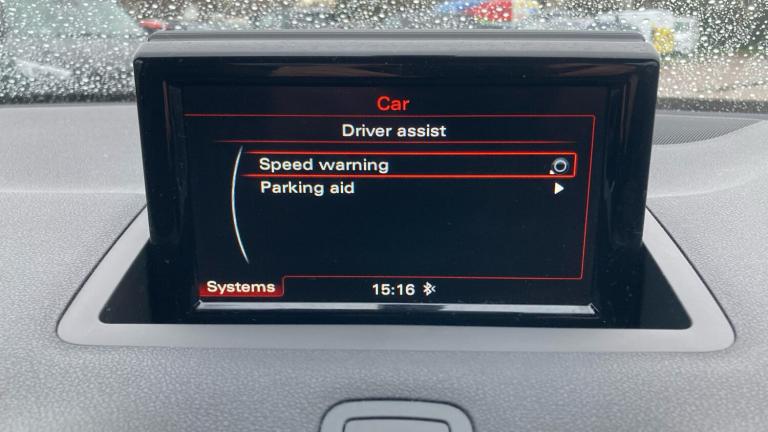 Car
Driver assist
Speed warning
Parking aid
Systems
15:16